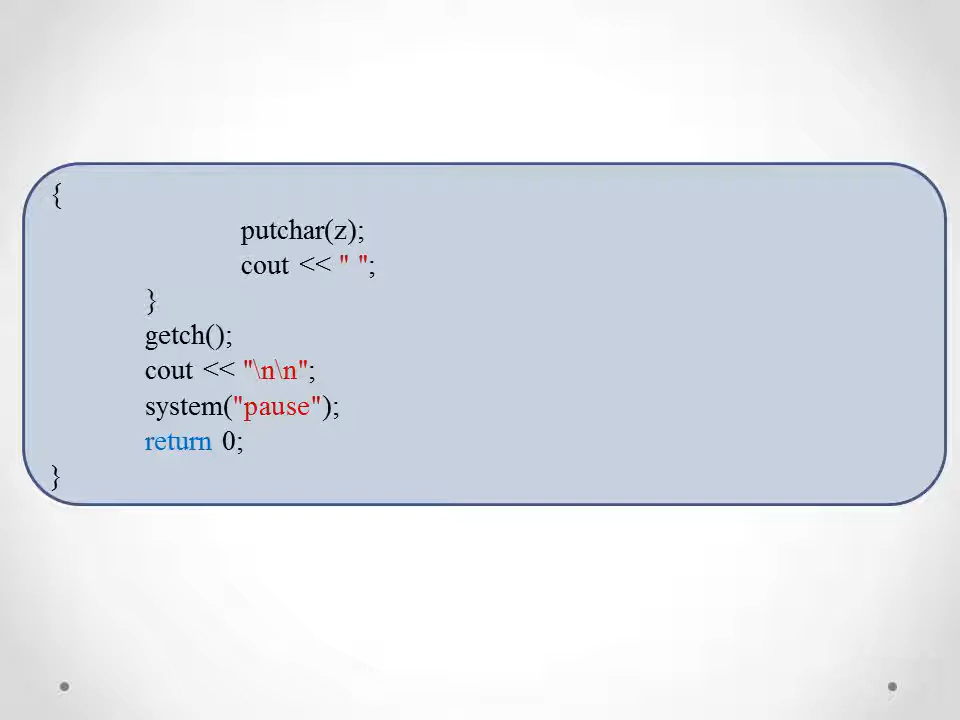 {
putchar(z);
cout << " ";
}
getch();
cout << "\n\n";
system("pause");
return 0;
}